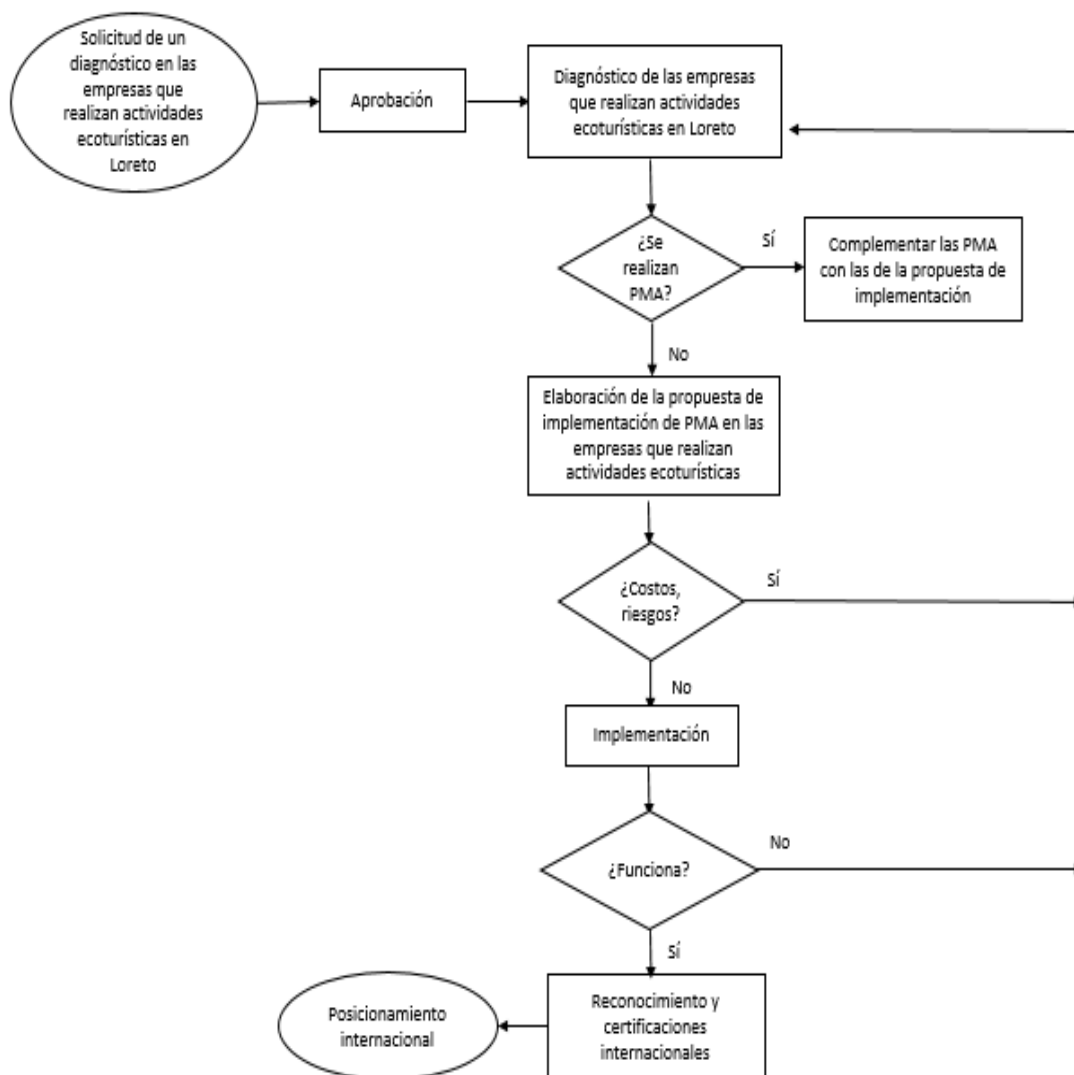 Solicitud de un
diagnóstico en las
empresas que
realizan actividades
ecoturísticas en
Loreto
Aprobación
Diagnóstico de las empresas
que realizan actividades
ecoturísticas en Loreto
¿Se
realizan
PMA?
Sí
Complementar las PMA
con las de la propuesta de
implementación
No
Elaboración de la propuesta de
implementación de PMA en las
empresas que realizan
actividades ecoturísticas
¿Costos,
riesgos?
Sí
No
Implementación
¿Funciona?
No
Sí
Reconocimiento y
certificaciones
internacionales
Posicionamiento
internacional